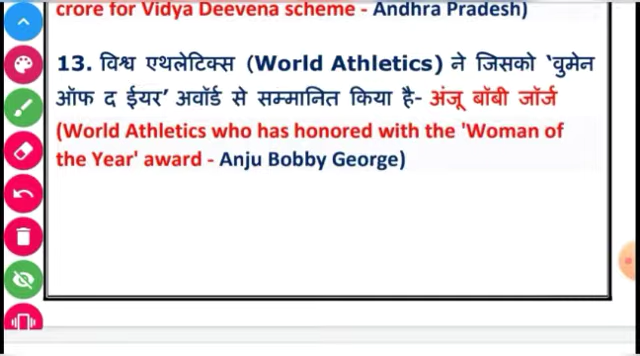 crore for Vidya Deevena scheme - Andhra Pradesh)
13. विश्व एथलेटिक्स (World Athletics) ने जिसको ‘वुमेन
ऑफ द ईयर’ अवॉर्ड से सम्मानित किया है- अंजू बॉबी जॉर्ज
(World Athletics who has honored with the 'Woman of
the Year' award - Anju Bobby George)